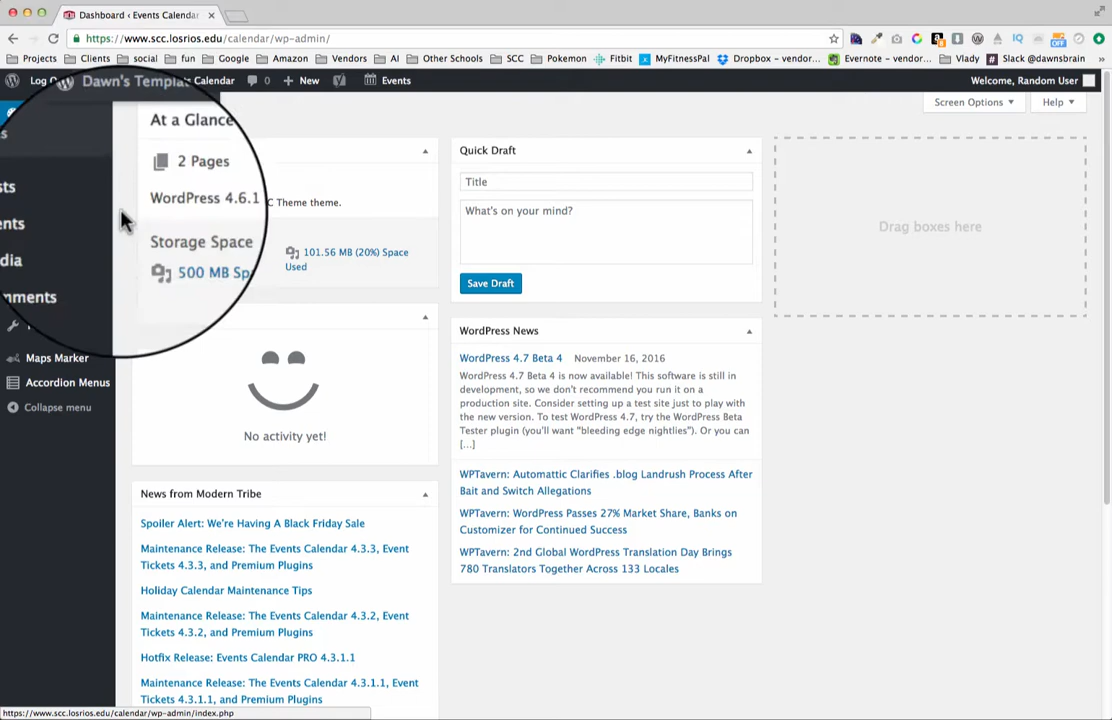 Dashboard ‹ Events Calendar
https://www.scc.losrios.edu/calendar/wp-admin/
Projects Clients social fun Google Amazon Vendors AI Other Schools SCC Pokemon Fitbit MyFitnessPal Dropbox – vendor... Evernote – vendor... Vlady Slack @dawnsbrain
Log Dawn's Templat Calendar 0 New Events Welcome, Random User
Screen Options Help
At a Glance
2 Pages
WordPress 4.6.1
Theme theme.
Storage Space
500 MB
101.56 MB (20%) Space
Used
Maps Marker
Accordion Menus
Collapse menu
No activity yet!
News from Modern Tribe
Spoiler Alert: We're Having A Black Friday Sale
Maintenance Release: The Events Calendar 4.3.3, Event
Tickets 4.3.3, and Premium Plugins
Holiday Calendar Maintenance Tips
Maintenance Release: The Events Calendar 4.3.2, Event
Tickets 4.3.2, and Premium Plugins
Hotfix Release: Events Calendar PRO 4.3.1.1
Maintenance Release: The Events Calendar 4.3.1.1, Event
Tickets 4.3.1.1, and Premium Plugins
Quick Draft
Title
What's on your mind?
Save Draft
WordPress News
WordPress 4.7 Beta 4 November 16, 2016
WordPress 4.7 Beta 4 is now available! This software is still in
development, so we don't recommend you run it on a
production site. Consider setting up a test site just to play with
the new version. To test WordPress 4.7, try the WordPress Beta
Tester plugin (you'll want "bleeding edge nightlies"). Or you can
[...]
WPTavern: Automattic Clarifies .blog Landrush Process After
Bait and Switch Allegations
WPTavern: WordPress Passes 27% Market Share, Banks on
Customizer for Continued Success
WPTavern: 2nd Global WordPress Translation Day Brings
780 Translators Together Across 133 Locales
Drag boxes here
https://www.scc.losrios.edu/calendar/wp-admin/index.php